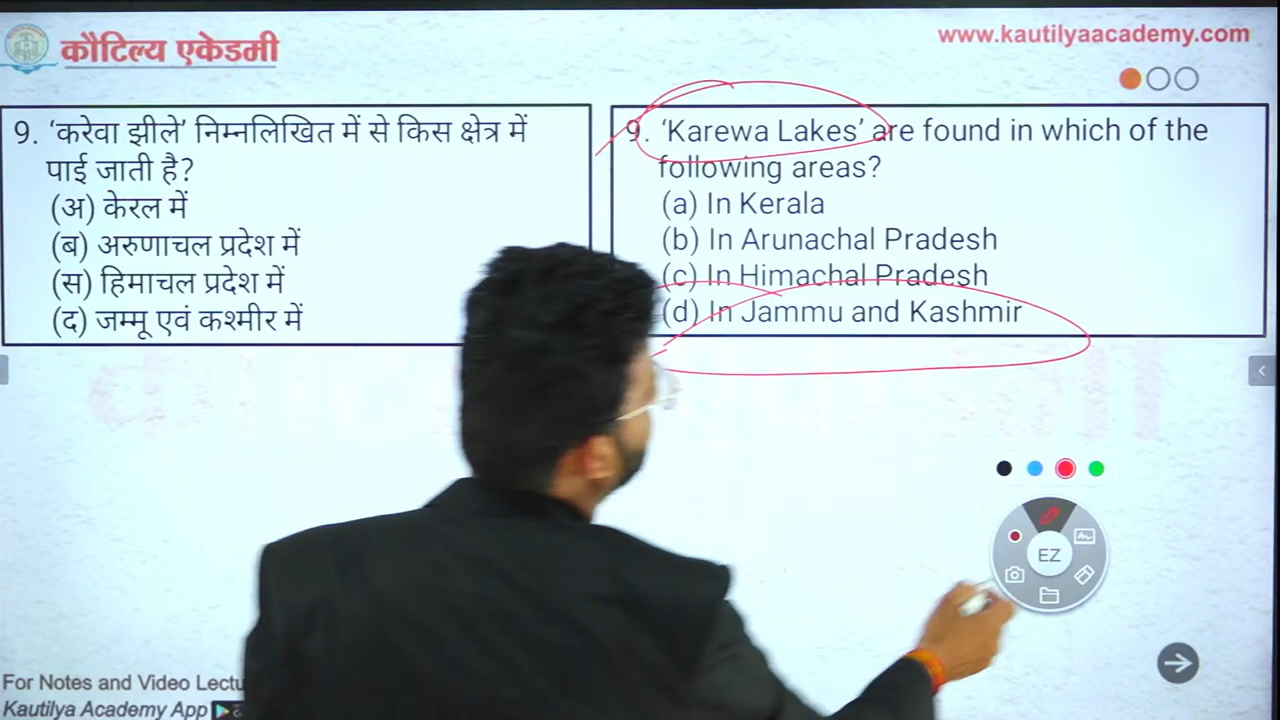 कौटिल्य एकेडमी
www.kautilyaacademy.com
9. ‘करेवा झीले’ निम्नलिखित में से किस क्षेत्र में
पाई जाती है?
(अ) केरल में
(ब) अरुणाचल प्रदेश में
(स) हिमाचल प्रदेश में
(द) जम्मू एवं कश्मीर में
9. ‘Karewa Lakes’ are found in which of the
following areas?
(a) In Kerala
(b) In Arunachal Pradesh
(c) In Himachal Pradesh
(d) In Jammu and Kashmir
EZ
For Notes and Video
Kautilya Academy App